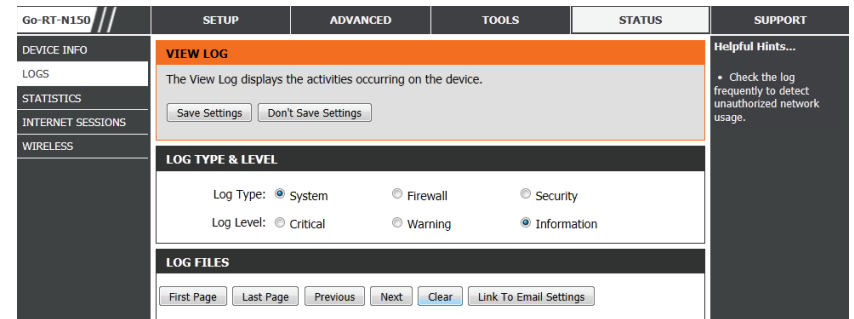 Go-RT-N150 SETUP ADVANCED TOOLS STATUS SUPPORT
DEVICE INFO
LOGS
STATISTICS
INTERNET SESSIONS
WIRELESS
VIEW LOG
The View Log displays the activities occurring on the device.
Save Settings Don't Save Settings
LOG TYPE & LEVEL
Log Type: System Firewall Security
Log Level: Critical Warning Information
LOG FILES
First Page Last Page Previous Next Clear Link To Email Settings
Helpful Hints...
• Check the log
frequently to detect
unauthorized network
usage.